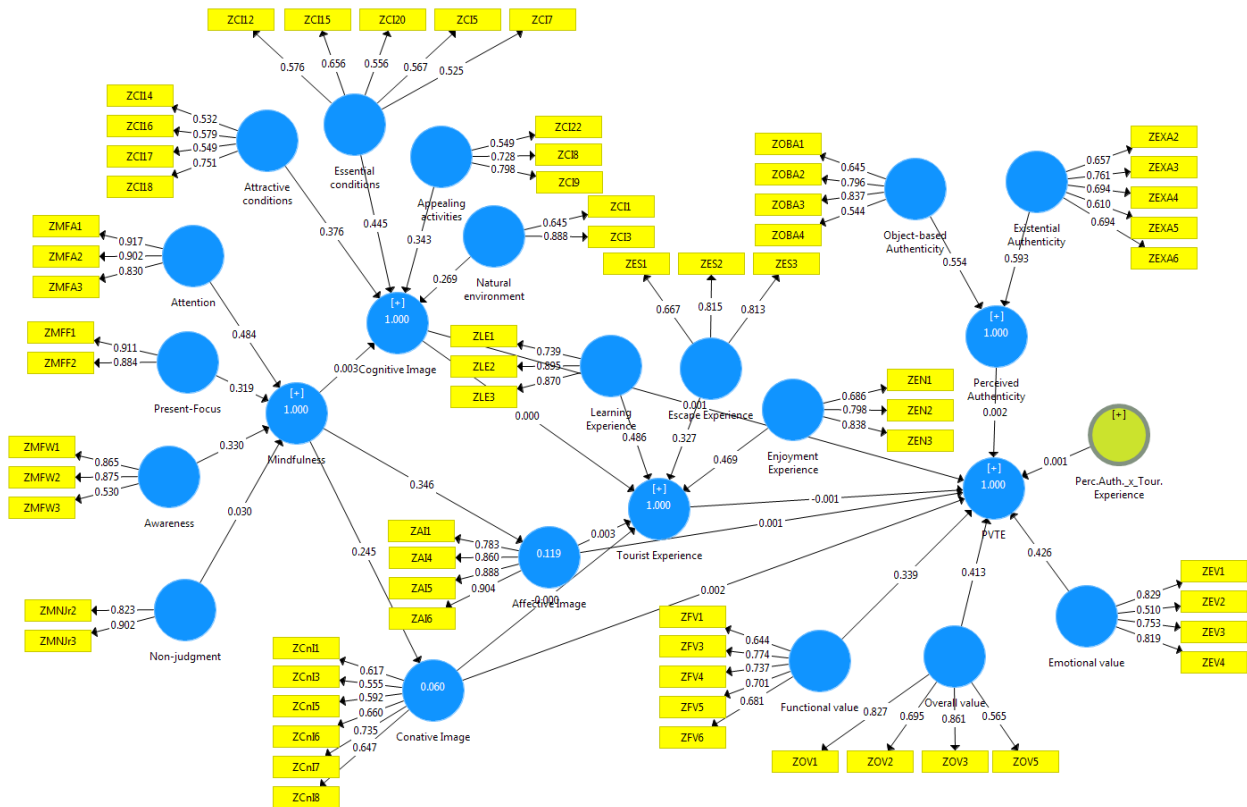 ZCI12
ZCI15
ZCI20
ZCI5
ZCI7
0.576
0.656
0.556
0.567
0.525
Essential
conditions
0.445
ZCI14
ZCI16
ZCI17
ZCI18
0.532
0.579
0.549
0.751
Attractive
conditions
0.376
ZCI22
ZCI8
ZCI9
0.549
0.728
0.798
Appealing
activities
0.343
ZCI1
ZCI3
0.645
0.888
Natural
environment
0.269
ZMFA1
ZMFA2
ZMFA3
0.917
0.902
0.830
Attention
0.484
ZMFF1
ZMFF2
0.911
0.884
Present-Focus
0.319
ZMFW1
ZMFW2
ZMFW3
0.865
0.875
0.530
Awareness
0.330
ZMNJr2
ZMNJr3
0.823
0.902
Non-judgment
0.030
[+]
1.000
Mindfulness
0.003
0.346
0.245
[+]
1.000
Cognitive Image
0.000
0.001
ZLE1
ZLE2
ZLE3
0.739
0.895
0.870
Learning
Experience
0.486
ZES1
ZES2
ZES3
0.667
0.815
0.813
Escape Experience
0.327
ZEN1
ZEN2
ZEN3
0.686
0.798
0.838
Enjoyment
Experience
0.469
[+]
1.000
Tourist Experience
-0.001
ZAI1
ZAI4
ZAI5
ZAI6
0.783
0.860
0.888
0.904
0.119
Affective Image
0.003
0.001
-0.000
ZCnI1
ZCnI3
ZCnI5
ZCnI6
ZCnI7
ZCnI8
0.617
0.555
0.592
0.660
0.735
0.647
0.060
Conative Image
0.002
ZOBA1
ZOBA2
ZOBA3
ZOBA4
0.645
0.796
0.837
0.544
Object-based
Authenticity
0.554
ZEXA2
ZEXA3
ZEXA4
ZEXA5
ZEXA6
0.657
0.761
0.694
0.610
0.694
Existential
Authenticity
0.593
[+]
1.000
Perceived
Authenticity
0.002
[+]
Perc.Auth._x_Tour.
Experience
0.001
[+]
1.000
PVTE
ZFV1
ZFV3
ZFV4
ZFV5
ZFV6
0.644
0.774
0.737
0.701
0.681
Functional value
0.339
ZOV1
ZOV2
ZOV3
ZOV5
0.827
0.695
0.861
0.565
Overall value
0.413
ZEV1
ZEV2
ZEV3
ZEV4
0.829
0.510
0.753
0.819
Emotional value
0.426